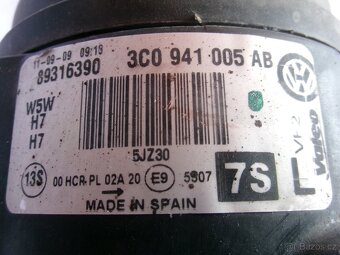 11-09-09 09:19
89316390
3C0 941 005 AB
W5W
H7
H7
5JZ30
VF2
Valeo
L
13S
00 HCR PL 02A 20
E9
5907
7S
MADE IN SPAIN